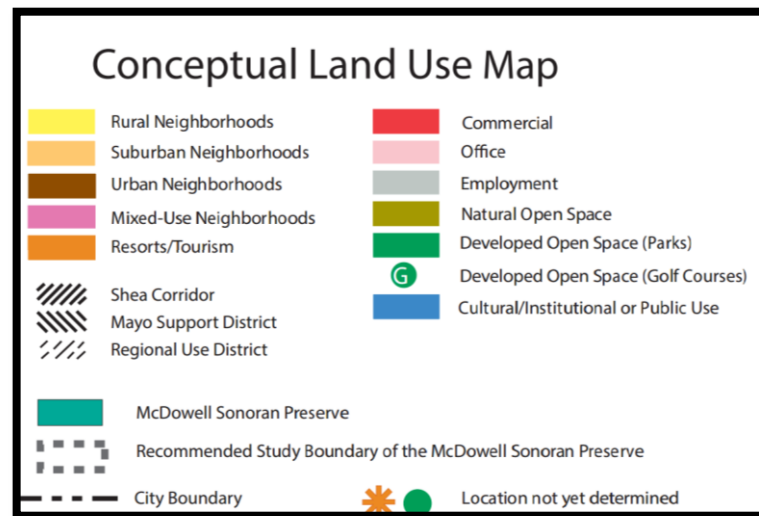 Conceptual Land Use Map
Rural Neighborhoods
Suburban Neighborhoods
Urban Neighborhoods
Mixed-Use Neighborhoods
Resorts/Tourism
Shea Corridor
Mayo Support District
Regional Use District
Commercial
Office
Employment
Natural Open Space
Developed Open Space (Parks)
G
Developed Open Space (Golf Courses)
Cultural/Institutional or Public Use
McDowell Sonoran Preserve
Recommended Study Boundary of the McDowell Sonoran Preserve
City Boundary
Location not yet determined